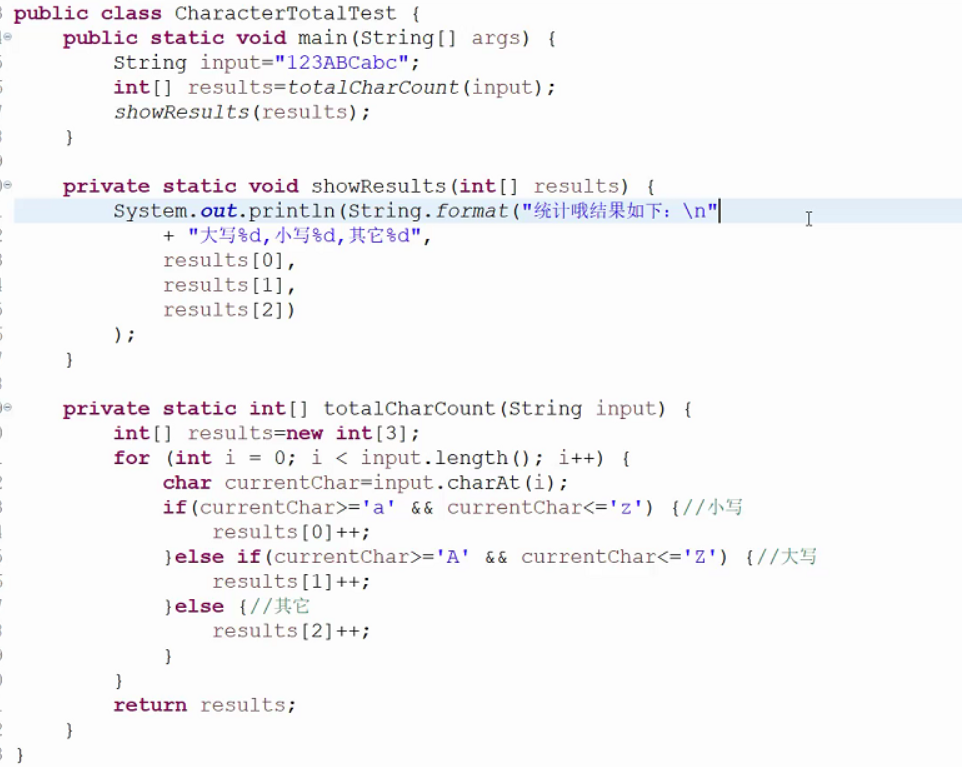 public class CharacterTotalTest {
public static void main(String[] args) {
String input="123ABCabc";
int[] results=totalCharCount(input);
showResults(results);
}
private static void showResults(int[] results) {
System.out.println(String.format("统计哦结果如下：\n"
+ "大写%d,小写%d,其它%d",
results[0],
results[1],
results[2])
);
}
private static int[] totalCharCount(String input) {
int[] results=new int[3];
for (int i = 0; i < input.length(); i++) {
char currentChar=input.charAt(i);
if(currentChar>='a' && currentChar<='z') {//小写
results[0]++;
}else if(currentChar>='A' && currentChar<='Z') {//大写
results[1]++;
}else {//其它
results[2]++;
}
}
return results;
}
}